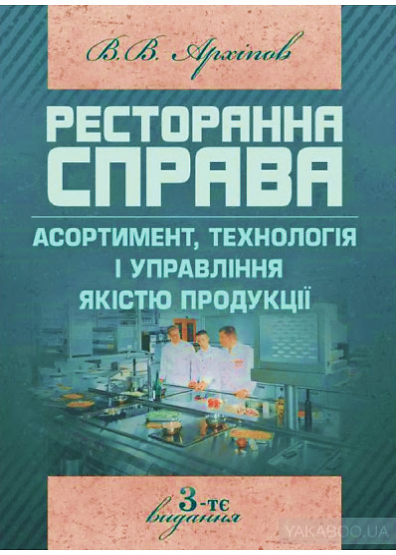 В.В. Архіпов
РЕСТОРАННА
СПРАВА
АСОРТИМЕНТ, ТЕХНОЛОГІЯ
І УПРАВЛІННЯ
ЯКІСТЮ ПРОДУКЦІЇ
3-тє
видання
YAKABOO.UA